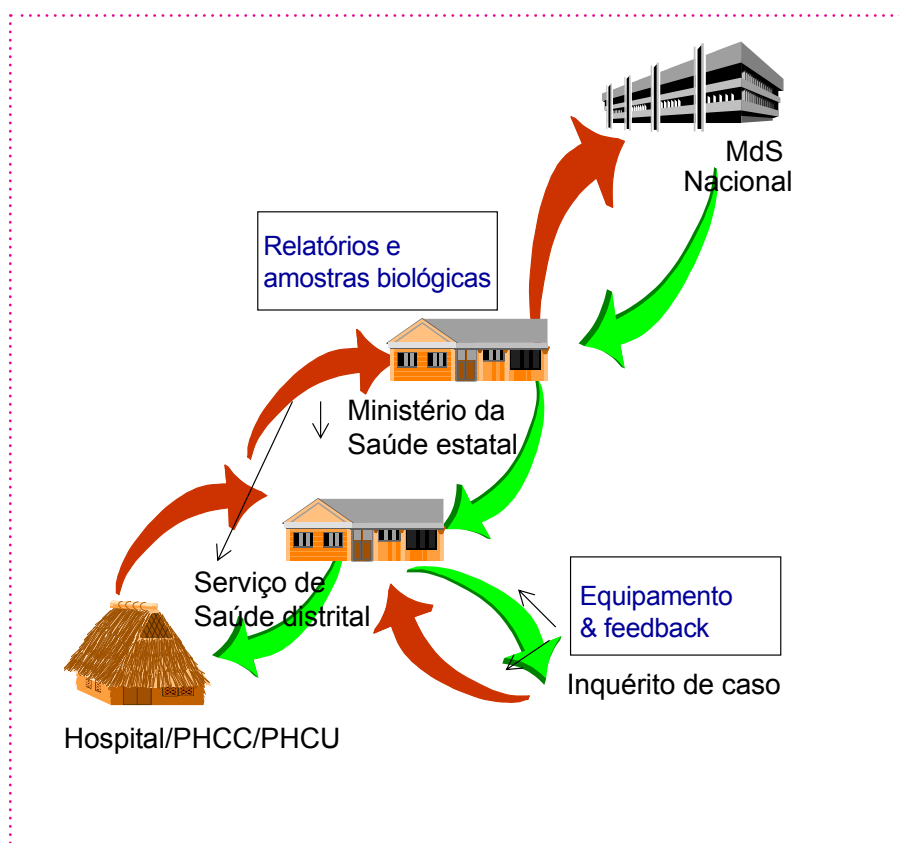 MdS
Nacional
Relatórios e
amostras biológicas
Ministério da
Saúde estatal
Serviço de
Saúde distrital
Equipamento
& feedback
Inquérito de caso
Hospital/PHCC/PHCU